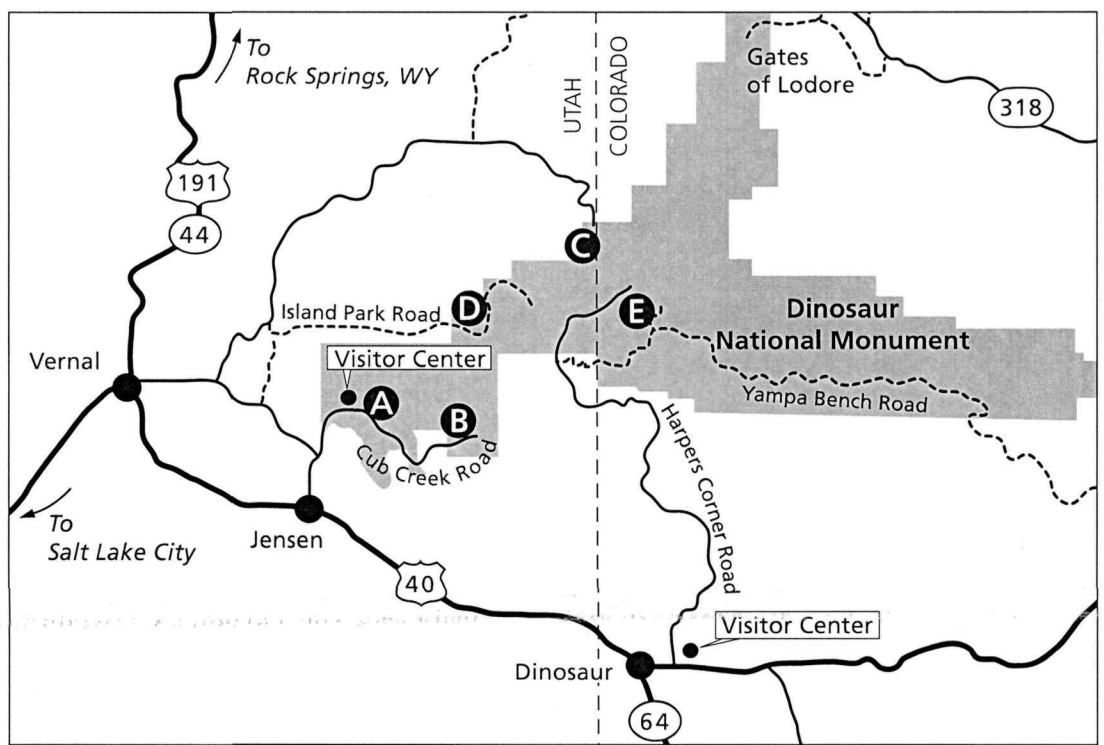 To
Rock Springs, WY
UTAH
COLORADO
Gates
of Lodore
318
191
44
C
Island Park Road
D
E
Dinosaur
National Monument
Vernal
Visitor Center
A
B
Yampa Bench Road
Cub Creek Road
Harpers Corner Road
To
Salt Lake City
Jensen
40
Visitor Center
Dinosaur
64